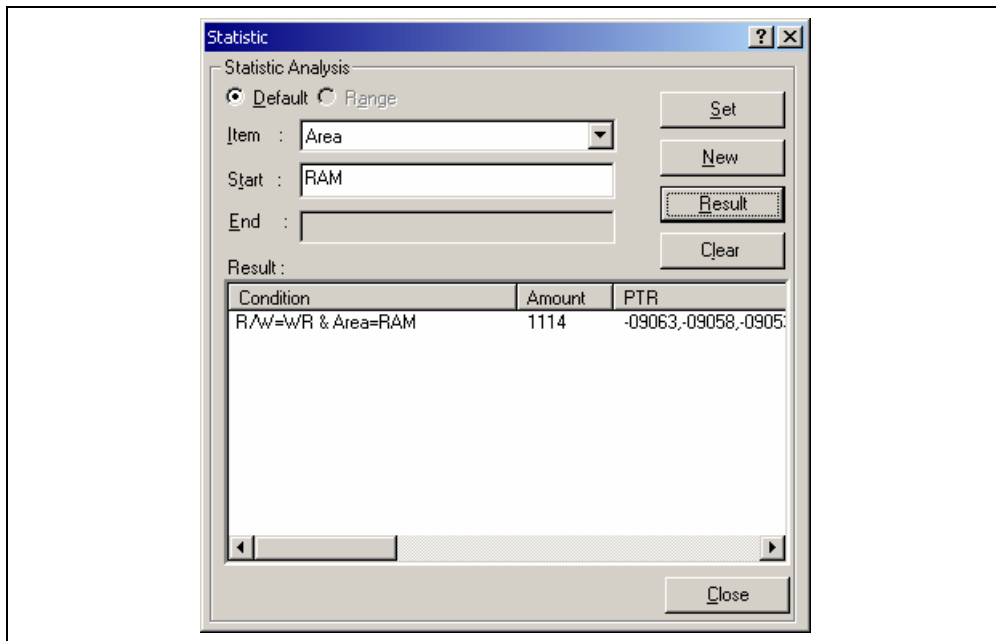 Statistic
Statistic Analysis
Default Range
Set
Item : Area
New
Start : RAM
Result
End :
Clear
Result :
Condition Amount PTR
R/W=WR & Area=RAM 1114 -09063,-09058,-0905
Close